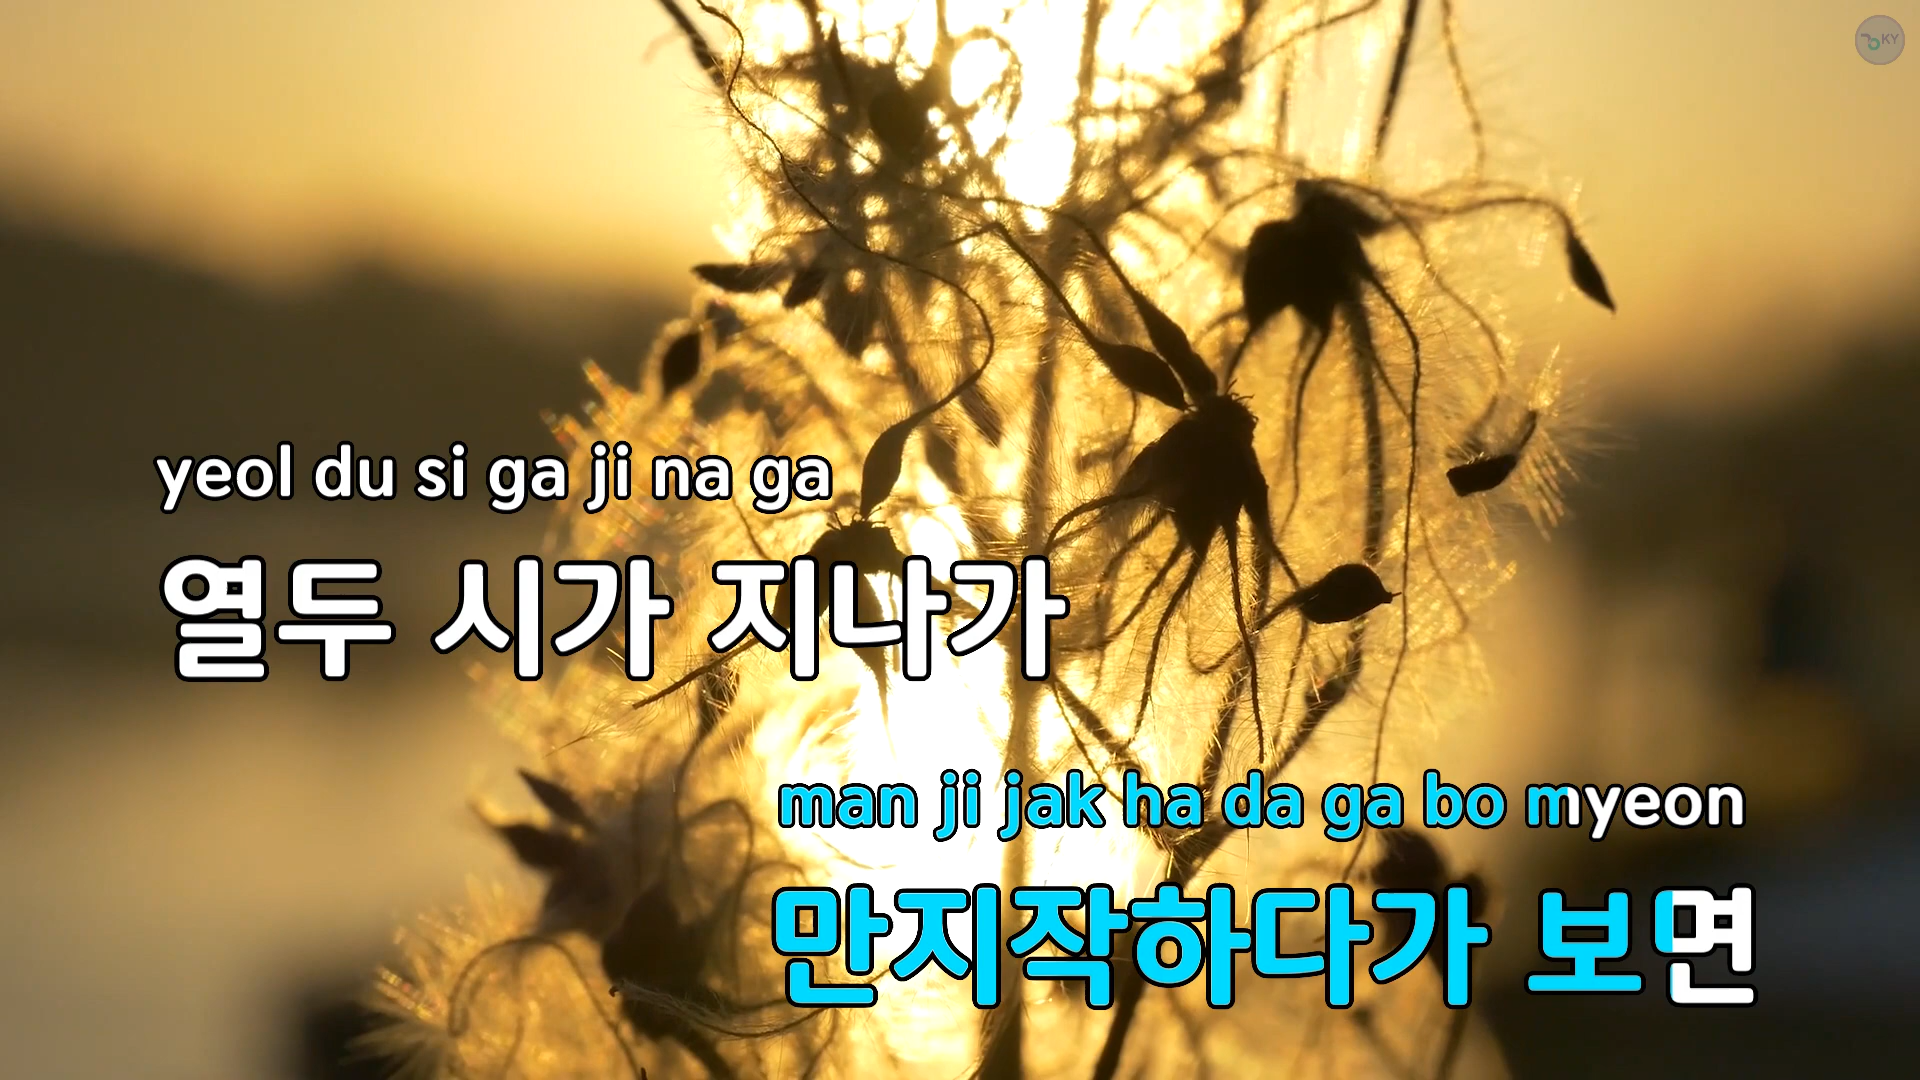 KY
yeol du si ga ji na ga
열두 시가 지나가
man ji jak ha da ga bo myeon
만지작하다가 보면